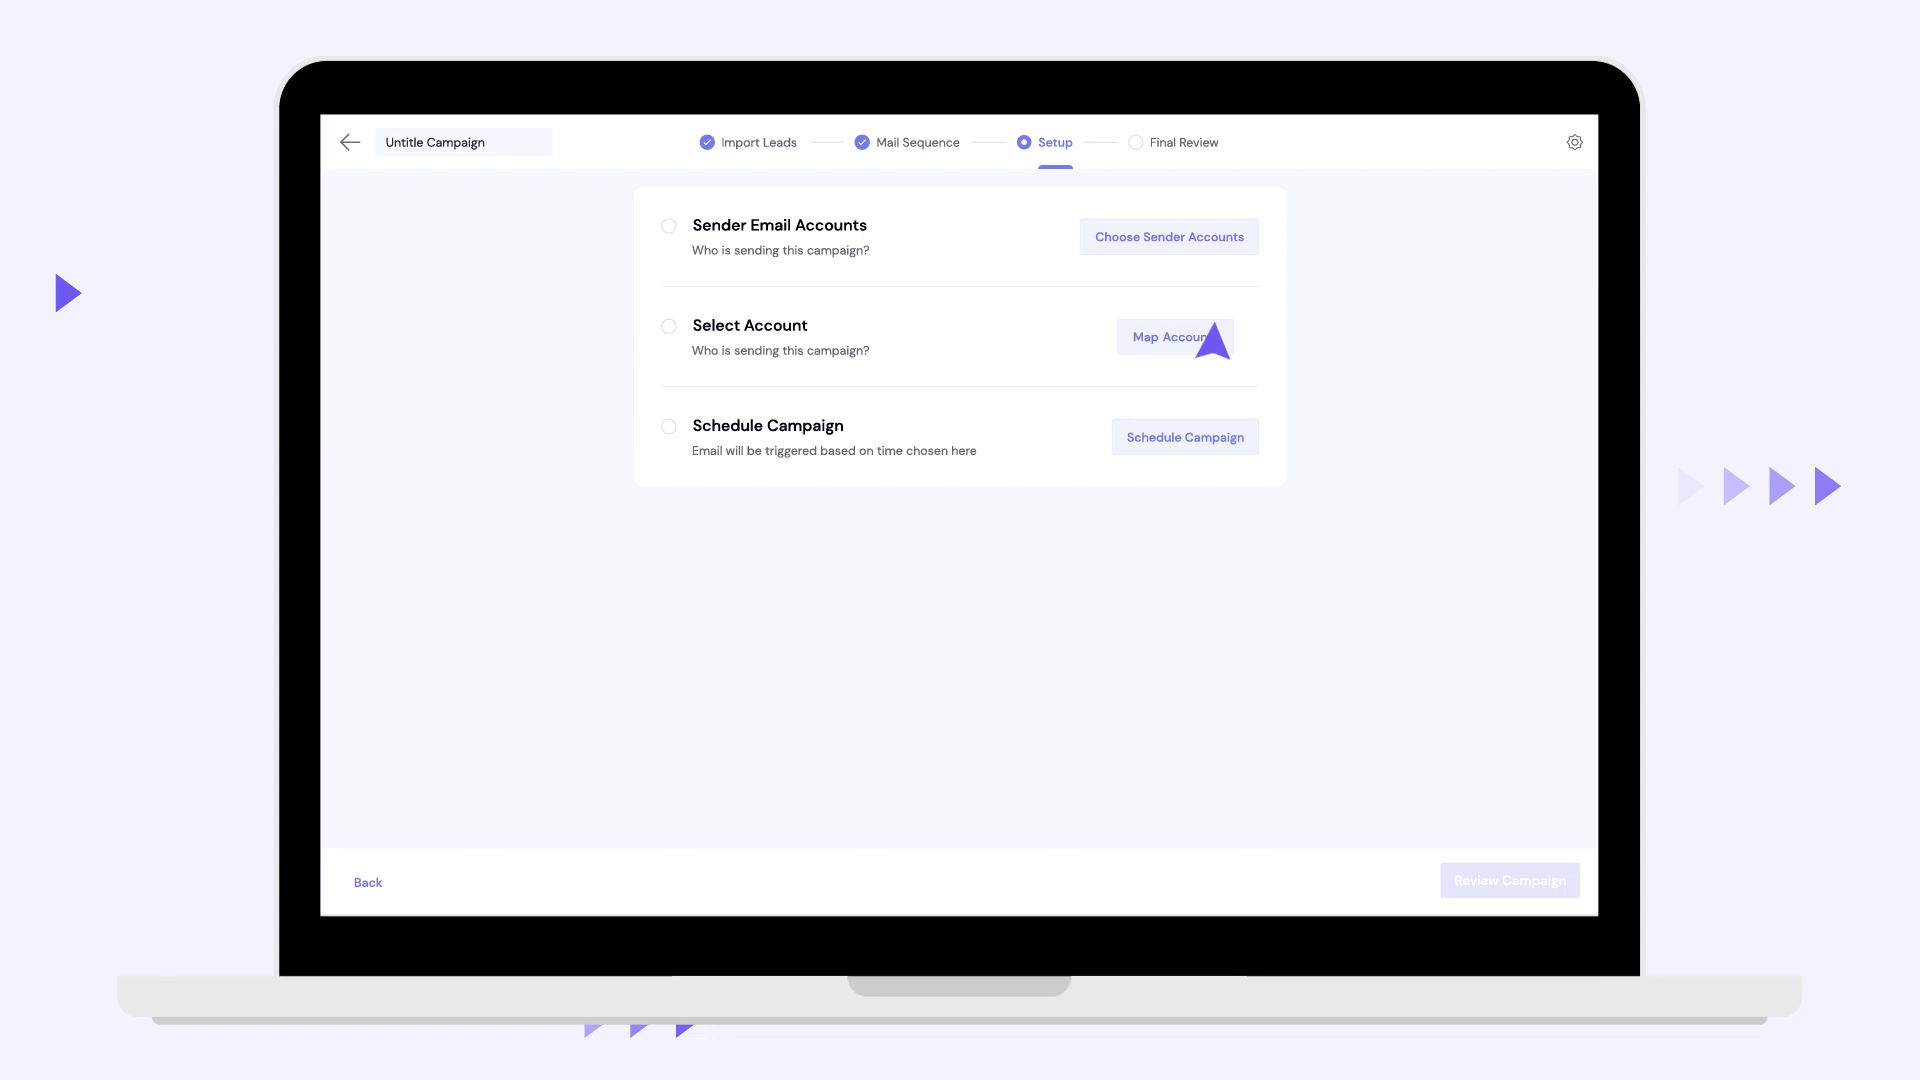 Untitle Campaign
Import Leads
Mail Sequence
Setup
Final Review
Sender Email Accounts
Who is sending this campaign?
Choose Sender Accounts
Select Account
Who is sending this campaign?
Map
Schedule Campaign
Email will be triggered based on time chosen here
Schedule Campaign
Back
Review Campaign